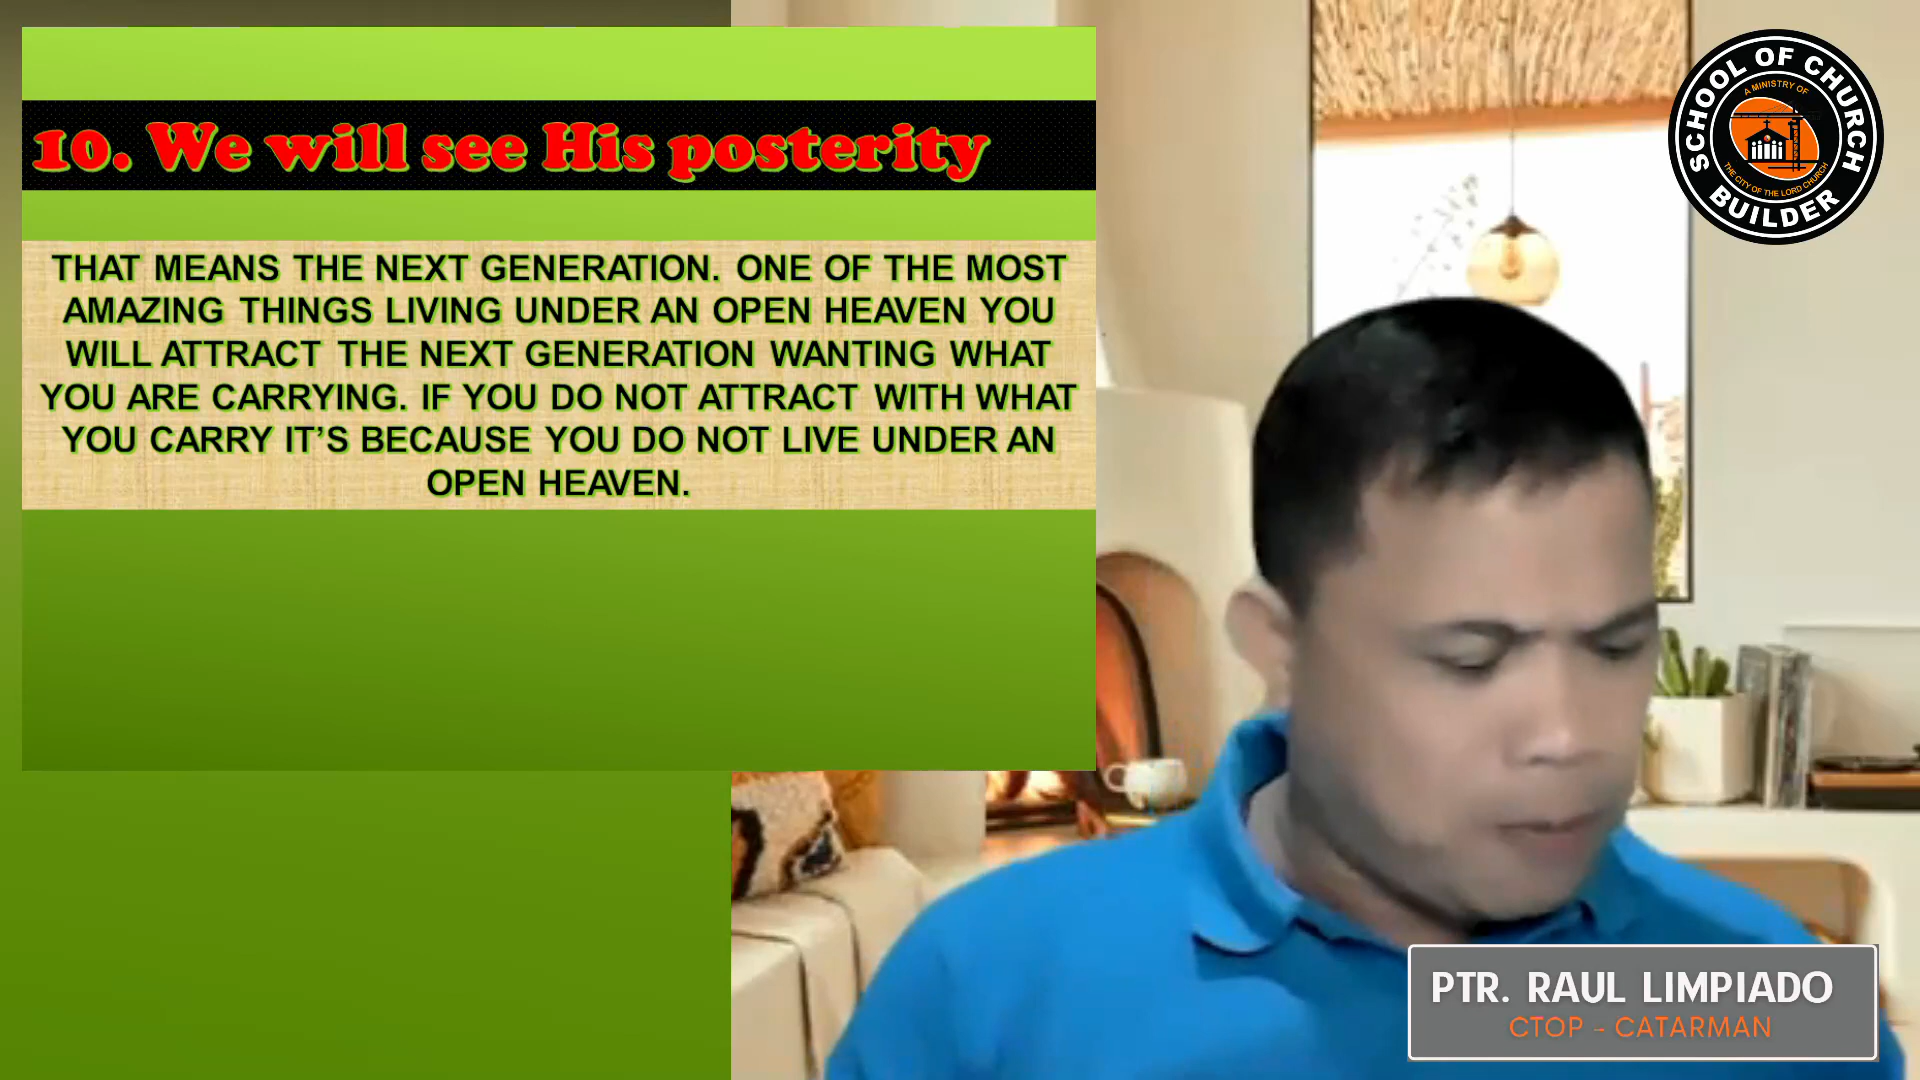 10. We will see His posterity
THAT MEANS THE NEXT GENERATION. ONE OF THE MOST
AMAZING THINGS LIVING UNDER AN OPEN HEAVEN YOU
WILL ATTRACT THE NEXT GENERATION WANTING WHAT
YOU ARE CARRYING. IF YOU DO NOT ATTRACT WITH WHAT
YOU CARRY IT’S BECAUSE YOU DO NOT LIVE UNDER AN
OPEN HEAVEN.
SCHOOL OF CHURCH
A MINISTRY OF
THE CITY OF THE LORD CHURCH
BUILDER
PTR. RAUL LIMPIADO
CTOP - CATARMAN